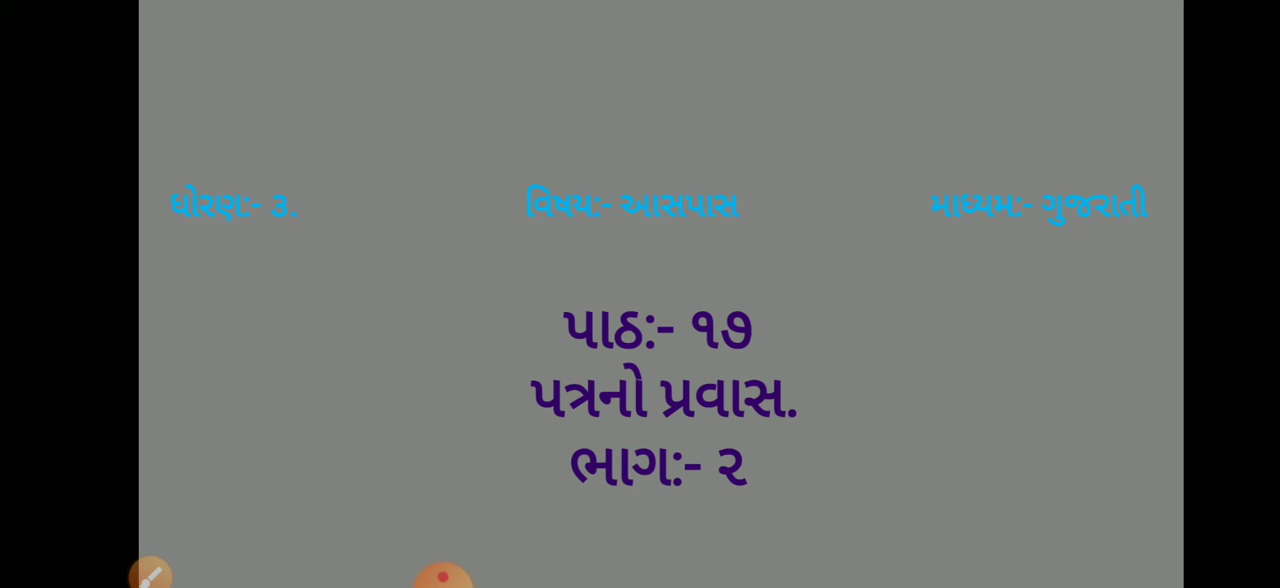 ધોરણ:- ૩. વિષય:- આસપાસ માધ્યમ:- ગુજરાતી
પાઠ:- ૧૭
પત્રનો પ્રવાસ.
ભાગ:- ૨